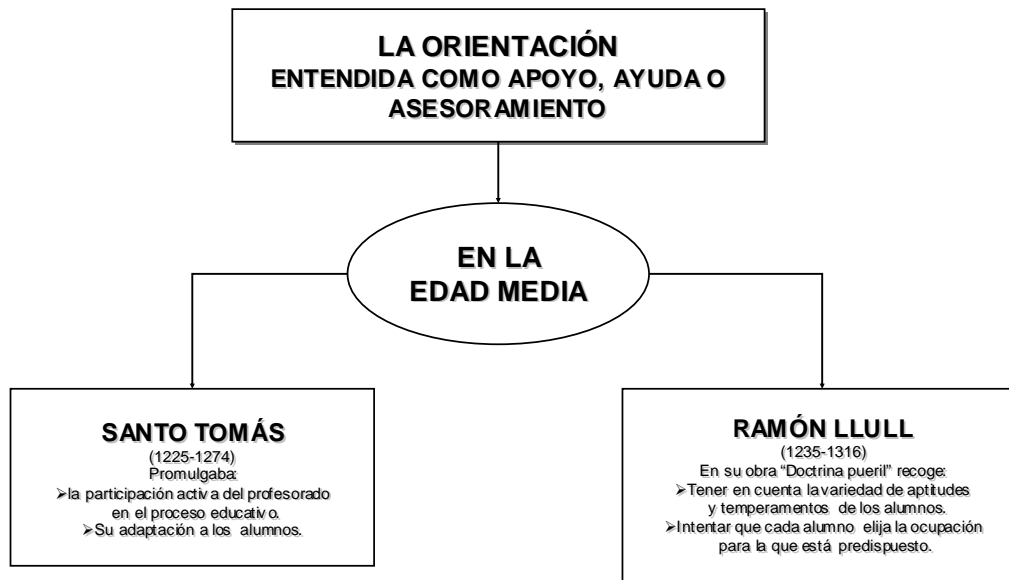 LA ORIENTACIÓN
ENTENDIDA COMO APOYO, AYUDA O
ASESORAMIENTO
EN LA
EDAD MEDIA
SANTO TOMÁS
(1225-1274)
Promulgaba:
➢la participación activa del profesorado
en el proceso educativo.
➢Su adaptación a los alumnos.
RAMÓN LLULL
(1235-1316)
En su obra “Doctrina pueril” recoge:
➢Tener en cuenta la variedad de aptitudes
y temperamentos de los alumnos.
➢Intentar que cada alumno elija la ocupación
para la que está predispuesto.